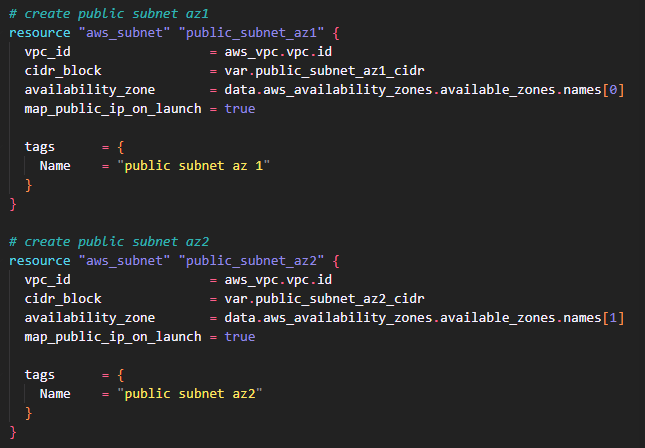 # create public subnet az1
resource "aws_subnet" "public_subnet_az1" {
  vpc_id                  = aws_vpc.vpc.id
  cidr_block              = var.public_subnet_az1_cidr
  availability_zone       = data.aws_availability_zones.available_zones.names[0]
  map_public_ip_on_launch = true

  tags      = {
    Name    = "public subnet az 1"
  }
}

# create public subnet az2
resource "aws_subnet" "public_subnet_az2" {
  vpc_id                  = aws_vpc.vpc.id
  cidr_block              = var.public_subnet_az2_cidr
  availability_zone       = data.aws_availability_zones.available_zones.names[1]
  map_public_ip_on_launch = true

  tags      = {
    Name    = "public subnet az2"
  }
}